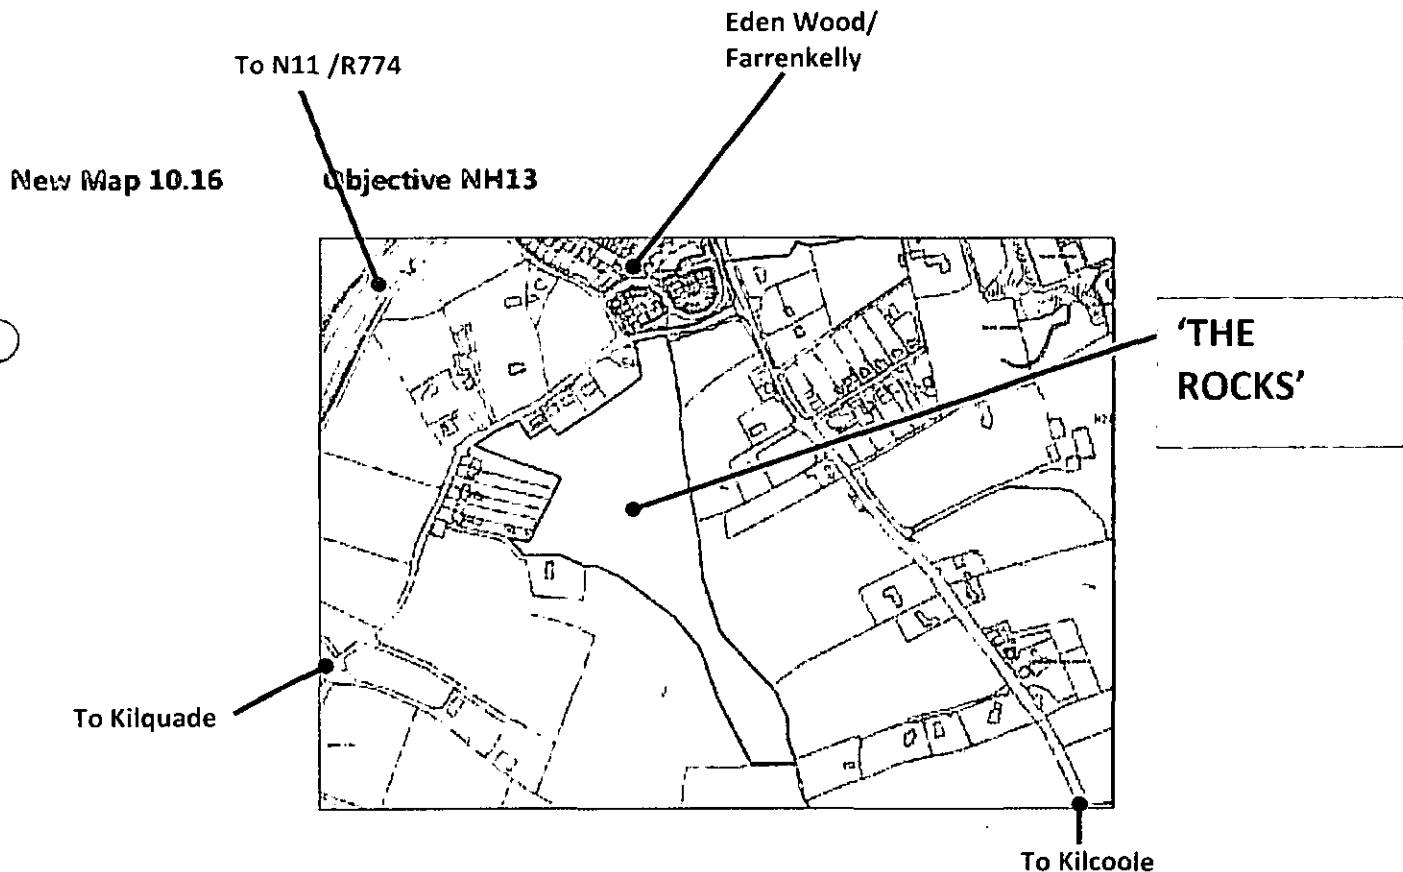 Eden Wood/
Farrenkelly
To N11 /R774
New Map 10.16 Objective NH13
'THE
ROCKS'
To Kilquade
To Kilcoole